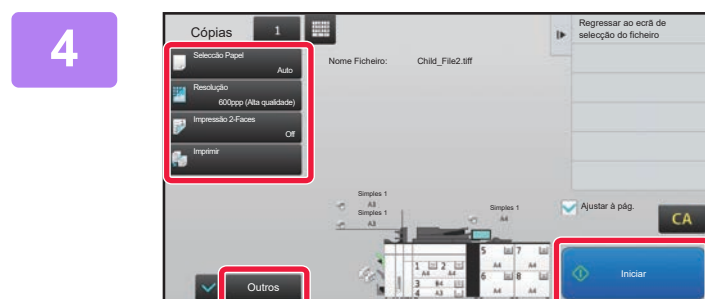 4
Cópias
1
Regressar ao ecrã de
selecção do ficheiro
Selecção Papel
Auto
Nome Ficheiro: Child_File2.tiff
Resolução
600ppp (Alta qualidade)
Impressão 2-Faces
Off
Imprimir
Simples 1
A3
Simples 1
A3
Simples 1
A4
Ajustar à pág.
CA
5
7
A4
A4
1
2
A4
A4
6
8
3
B4
A4
A4
4
A3
Outros
Iniciar